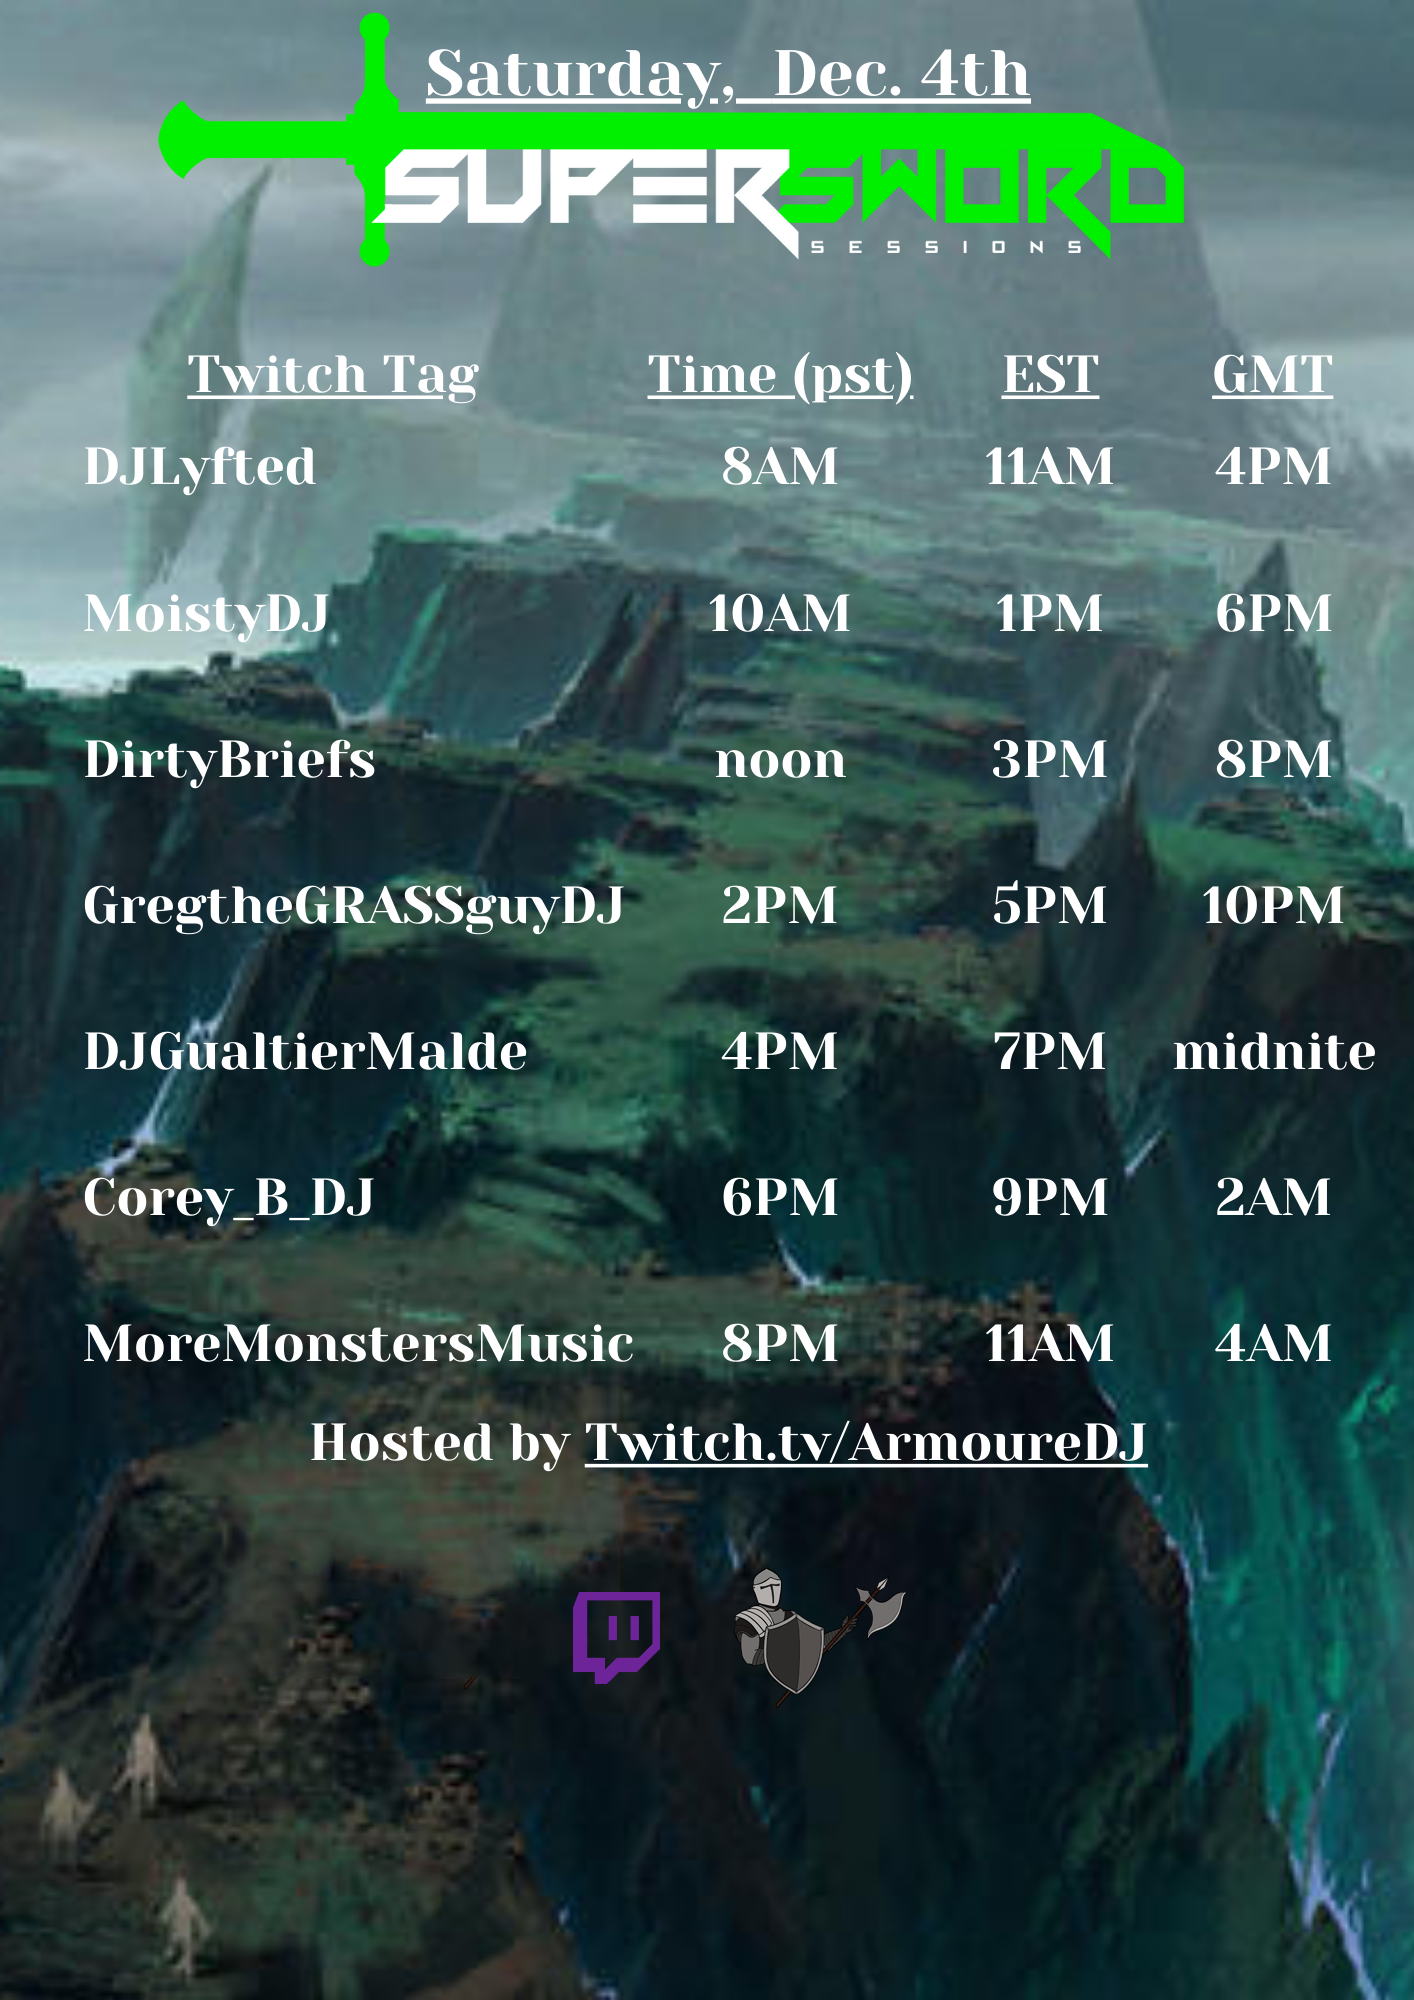 Saturday, Dec. 4th
SUPERSWORD
SESSIONS
Twitch Tag Time (pst) EST GMT
DJLyfted 8AM 11AM 4PM
MoistyDJ 10AM 1PM 6PM
DirtyBriefs noon 3PM 8PM
GregtheGRASSguyDJ 2PM 5PM 10PM
DJGualtierMalde 4PM 7PM midnite
Corey_B_DJ 6PM 9PM 2AM
MoreMonstersMusic 8PM 11AM 4AM
Hosted by Twitch.tv/ArmoureDJ